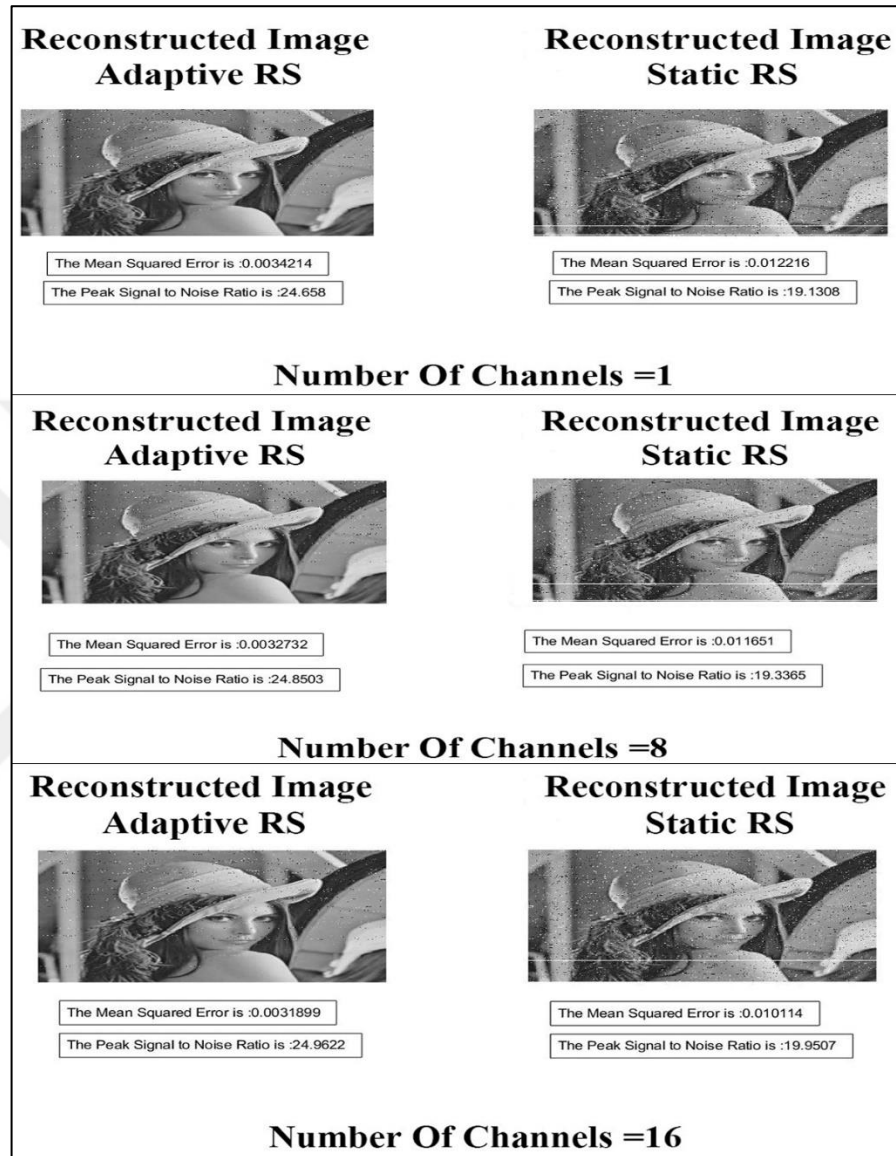 Reconstructed Image
Adaptive RS
Reconstructed Image
Static RS
The Mean Squared Error is :0.0034214
The Peak Signal to Noise Ratio is :24.658
The Mean Squared Error is :0.012216
The Peak Signal to Noise Ratio is :19.1308
Number Of Channels =1
Reconstructed Image
Adaptive RS
Reconstructed Image
Static RS
The Mean Squared Error is :0.0032732
The Peak Signal to Noise Ratio is :24.8503
The Mean Squared Error is :0.011651
The Peak Signal to Noise Ratio is :19.3365
Number Of Channels =8
Reconstructed Image
Adaptive RS
Reconstructed Image
Static RS
The Mean Squared Error is :0.0031899
The Peak Signal to Noise Ratio is :24.9622
The Mean Squared Error is :0.010114
The Peak Signal to Noise Ratio is :19.9507
Number Of Channels =16